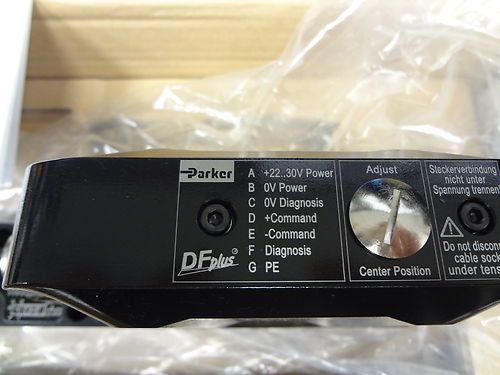 Parker
DFplus
A +22..30V Power
B 0V Power
C 0V Diagnosis
D +Command
E -Command
F Diagnosis
G PE
Adjust
Center Position
Steckerverbindung
nicht unter
Spannung trennen
Do not disconn
cable sock
under tens